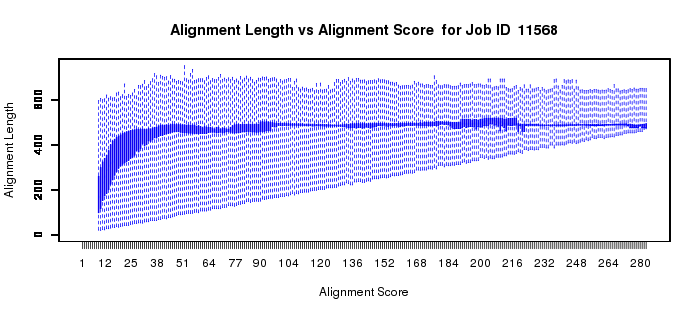 Alignment Length vs Alignment Score for Job ID 11568
Alignment Length
800
400
200
0
1 12 25 38 51 64 77 90 104 120 136 152 168 184 200 216 232 248 264 280
Alignment Score